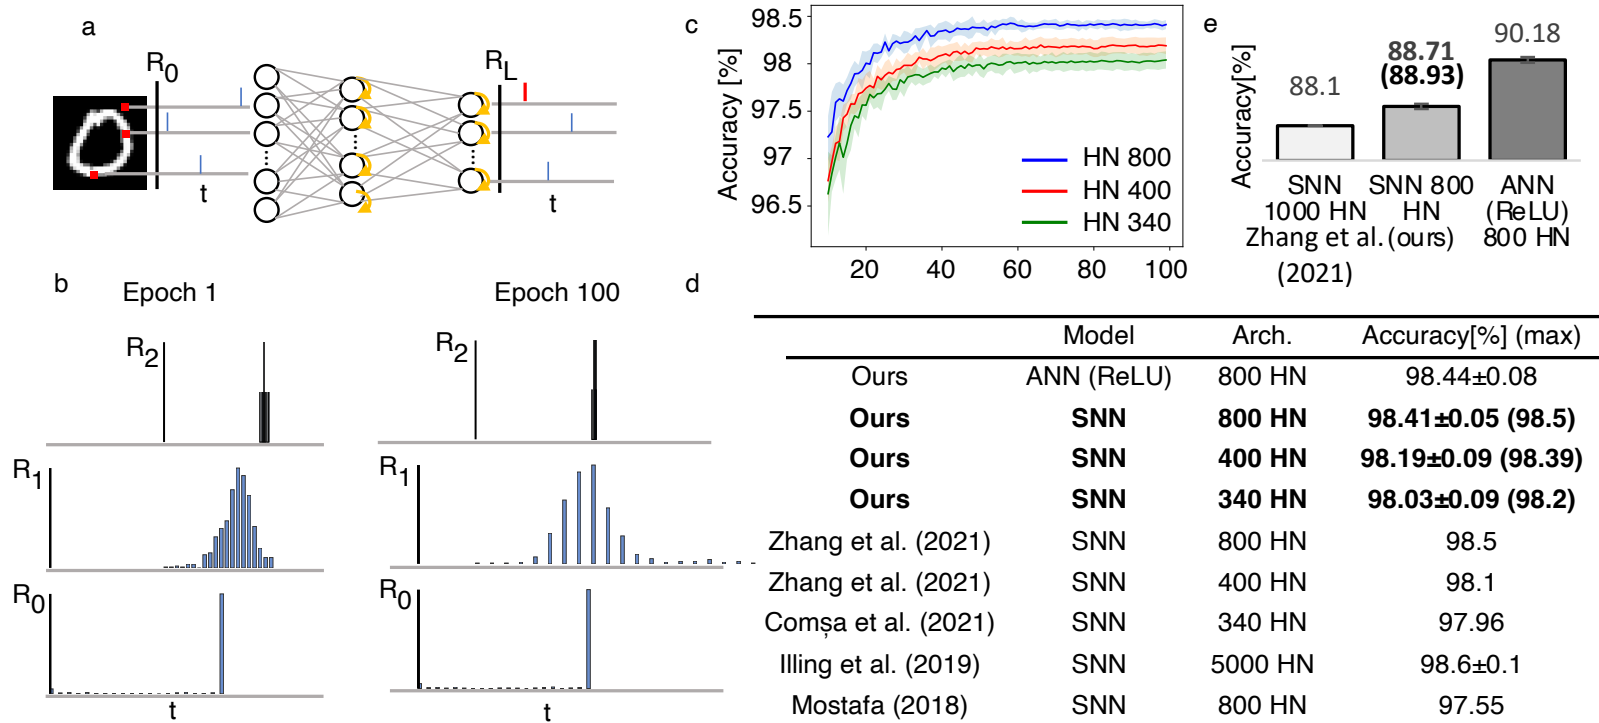 a
R0
RL
t
t
b
Epoch 1
Epoch 100
R2
R2
R1
R1
R0
R0
t
t
c
Accuracy [%]
98.5
98
97.5
97
96.5
20 40 60 80 100
HN 800
HN 400
HN 340
e
Accuracy[%]
88.1
88.71
(88.93)
90.18
SNN
1000 HN
Zhang et al.
(2021)
SNN 800
HN
(ours)
ANN
(ReLU)
800 HN
d
Model Arch. Accuracy[%] (max)
Ours ANN (ReLU) 800 HN 98.44±0.08
Ours SNN 800 HN 98.41±0.05 (98.5)
Ours SNN 400 HN 98.19±0.09 (98.39)
Ours SNN 340 HN 98.03±0.09 (98.2)
Zhang et al. (2021) SNN 800 HN 98.5
Zhang et al. (2021) SNN 400 HN 98.1
Comșa et al. (2021) SNN 340 HN 97.96
Illing et al. (2019) SNN 5000 HN 98.6±0.1
Mostafa (2018) SNN 800 HN 97.55